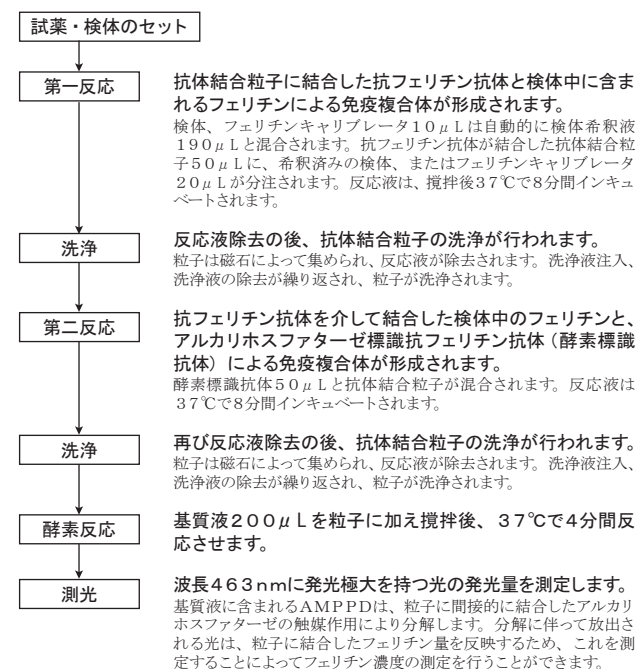 試薬・検体のセット
第一反応
抗体結合粒子に結合した抗フェリチン抗体と検体中に含ま
れるフェリチンによる免疫複合体が形成されます。
検体、フェリチンキャリブレータ10μLは自動的に検体希釈液
190μLと混合されます。抗フェリチン抗体が結合した抗体結合粒
子50μLに、希釈済みの検体、またはフェリチンキャリブレータ
20μLが分注されます。反応液は、撹拌後37℃で8分間インキュ
ベートされます。
洗浄
反応液除去の後、抗体結合粒子の洗浄が行われます。
粒子は磁石によって集められ、反応液が除去されます。洗浄液注入、
洗浄液の除去が繰り返され、粒子が洗浄されます。
第二反応
抗フェリチン抗体を介して結合した検体中のフェリチンと、
アルカリホスファターゼ標識抗フェリチン抗体（酵素標識
抗体）による免疫複合体が形成されます。
酵素標識抗体50μLと抗体結合粒子が混合されます。反応液は
37℃で8分間インキュベートされます。
洗浄
再び反応液除去の後、抗体結合粒子の洗浄が行われます。
粒子は磁石によって集められ、反応液が除去されます。洗浄液注入、
洗浄液の除去が繰り返され、粒子が洗浄されます。
酵素反応
基質液200μLを粒子に加え撹拌後、37℃で4分間反
応させます。
測光
波長463nmに発光極大を持つ光の発光量を測定します。
基質液に含まれるAMPPDは、粒子に間接的に結合したアルカリ
ホスファターゼの触媒作用により分解します。分解に伴って放出さ
れる光は、粒子に結合したフェリチン量を反映するため、これを測
定することによってフェリチン濃度の測定を行うことができます。